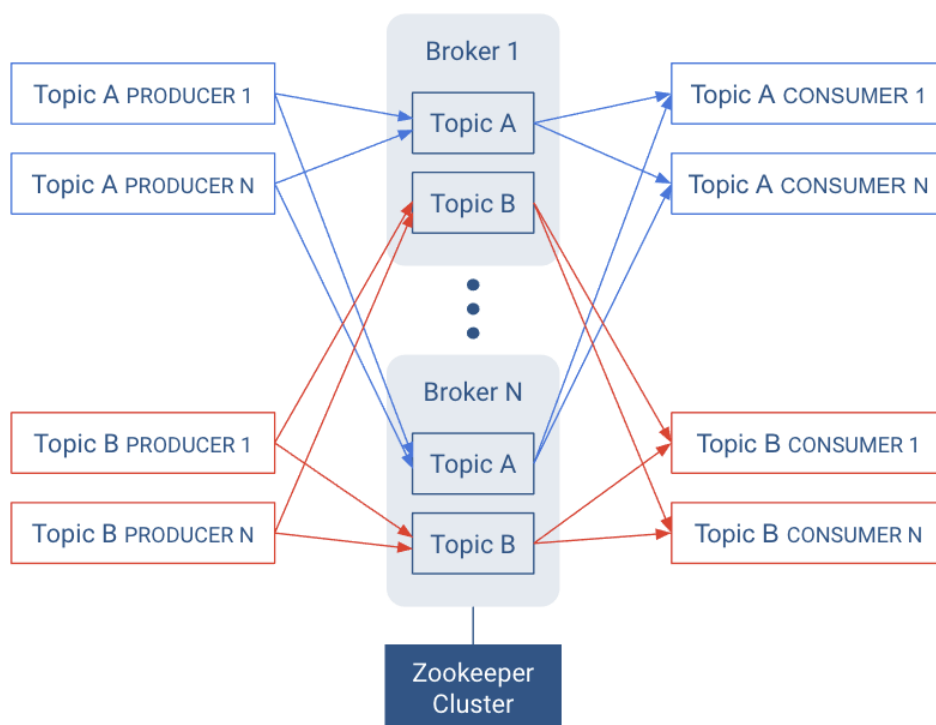 Broker 1
Topic A PRODUCER 1
Topic A
Topic A CONSUMER 1
Topic A PRODUCER N
Topic B
Topic A CONSUMER N
Broker N
Topic B PRODUCER 1
Topic A
Topic B CONSUMER 1
Topic B PRODUCER N
Topic B
Topic B CONSUMER N
Zookeeper
Cluster